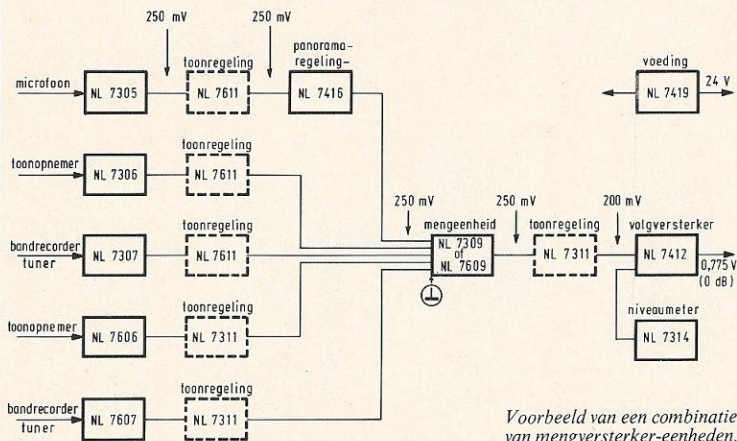 250 mV
250 mV
panorama-
regeling-
toonregeling
microfoon
NL 7305
NL 7611
NL 7416
voeding
NL 7419
24 V
toonregeling
toonopnemer
NL 7306
NL 7611
toonregeling
bandrecorder
tuner
NL 7307
NL 7611
250 mV
mengeenheid
NL 7309
of
NL 7609
250 mV
toonregeling
NL 7311
200 mV
volgversterker
NL 7412
0,775 V
(0 dB)
niveaumeter
NL 7314
toonregeling
toonopnemer
NL 7606
NL 7311
toonregeling
bandrecorder
tuner
NL 7607
NL 7311
Voorbeeld van een combinatie
van mengversterker-eenheden.